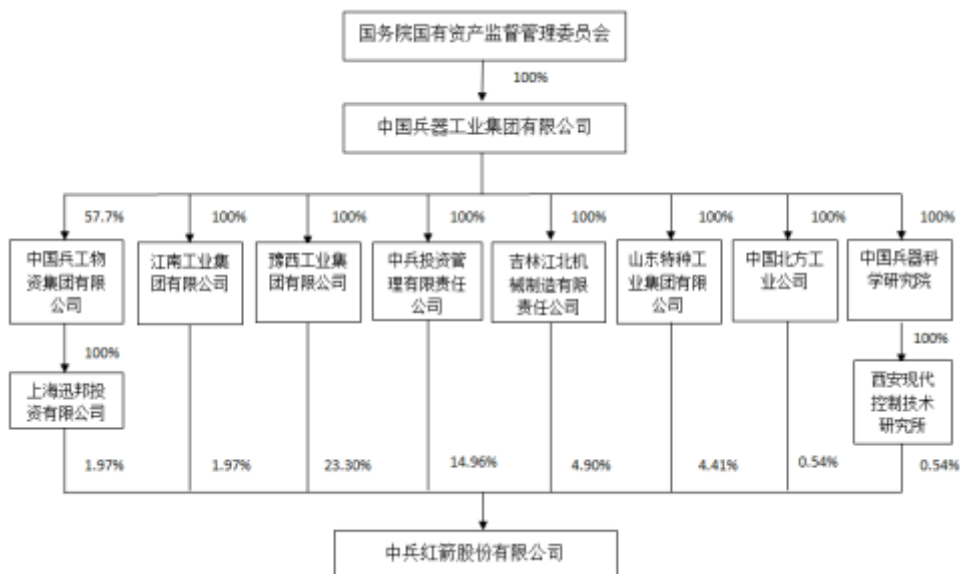 国务院国有资产监督管理委员会
100%
中国兵器工业集团有限公司
57.7%
100%
100%
100%
100%
100%
100%
100%
中国兵工物
资集团有限
公司
江南工业集
团有限公司
豫西工业集
团有限公司
中兵投资管
理有限责任
公司
吉林江北机
械制造有限
责任公司
山东特种工
业集团有限
公司
中国北方工
业公司
中国兵器科
学研究院
100%
100%
上海迅邦投
资有限公司
西安现代
控制技术
研究所
1.97%
1.97%
23.30%
14.96%
4.90%
4.41%
0.54%
0.54%
中兵红箭股份有限公司